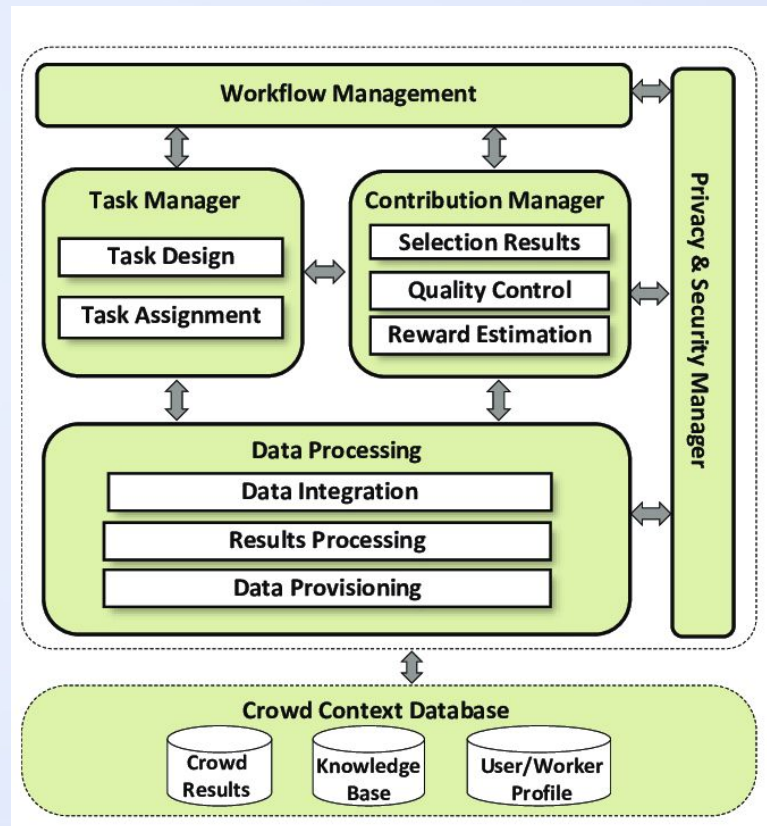 Workflow Management
Task Manager
Task Design
Task Assignment
Contribution Manager
Selection Results
Quality Control
Reward Estimation
Privacy & Security Manager
Data Processing
Data Integration
Results Processing
Data Provisioning
Crowd Context Database
Crowd
Results
Knowledge
Base
User/Worker
Profile